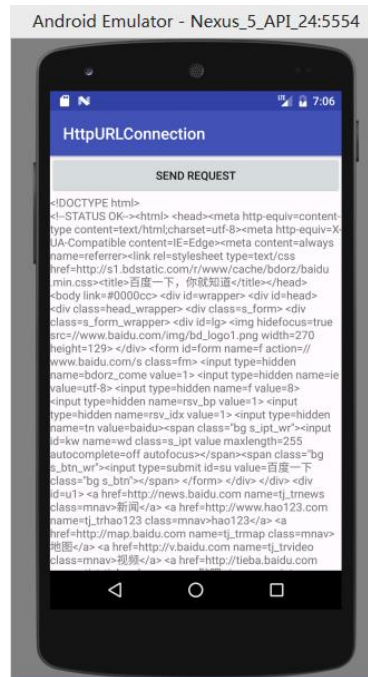 Android Emulator - Nexus_5_API_24:5554
LTE 7:06
HttpURLConnection
SEND REQUEST
<!DOCTYPE html>
<!--STATUS OK--><html> <head><meta http-equiv=content-
type content=text/html;charset=utf-8><meta http-equiv=X-
UA-Compatible content=IE=Edge><meta content=always
name=referrer><link rel=stylesheet type=text/css
href=http://s1.bdstatic.com/r/www/cache/bdorz/baidu
.min.css><title>百度一下，你就知道</title></head>
<body link=#0000cc> <div id=wrapper> <div id=head>
<div class=head_wrapper> <div class=s_form> <div
class=s_form_wrapper> <div id=lg> <img hidefocus=true
src=//www.baidu.com/img/bd_logo1.png width=270
height=129> </div> <form id=form name=f action=//
www.baidu.com/s class=fm> <input type=hidden
name=bdorz_come value=1> <input type=hidden name=ie
value=utf-8> <input type=hidden name=f value=8>
<input type=hidden name=rsv_bp value=1> <input
type=hidden name=rsv_idx value=1> <input type=hidden
name=tn value=baidu><span class="bg s_ipt_wr"><input
id=kw name=wd class=s_ipt value maxlength=255
autocomplete=off autofocus></span><span class="bg
s_btn_wr"><input type=submit id=su value=百度一下
class="bg s_btn"></span> </form> </div> </div> <div
id=u1> <a href=http://news.baidu.com name=tj_trnews
class=mnav>新闻</a> <a href=http://www.hao123.com
name=tj_trhao123 class=mnav>hao123</a> <a
href=http://map.baidu.com name=tj_trmap class=mnav>
地图</a> <a href=http://v.baidu.com name=tj_trvideo
class=mnav>视频</a> <a href=http://tieba.baidu.com